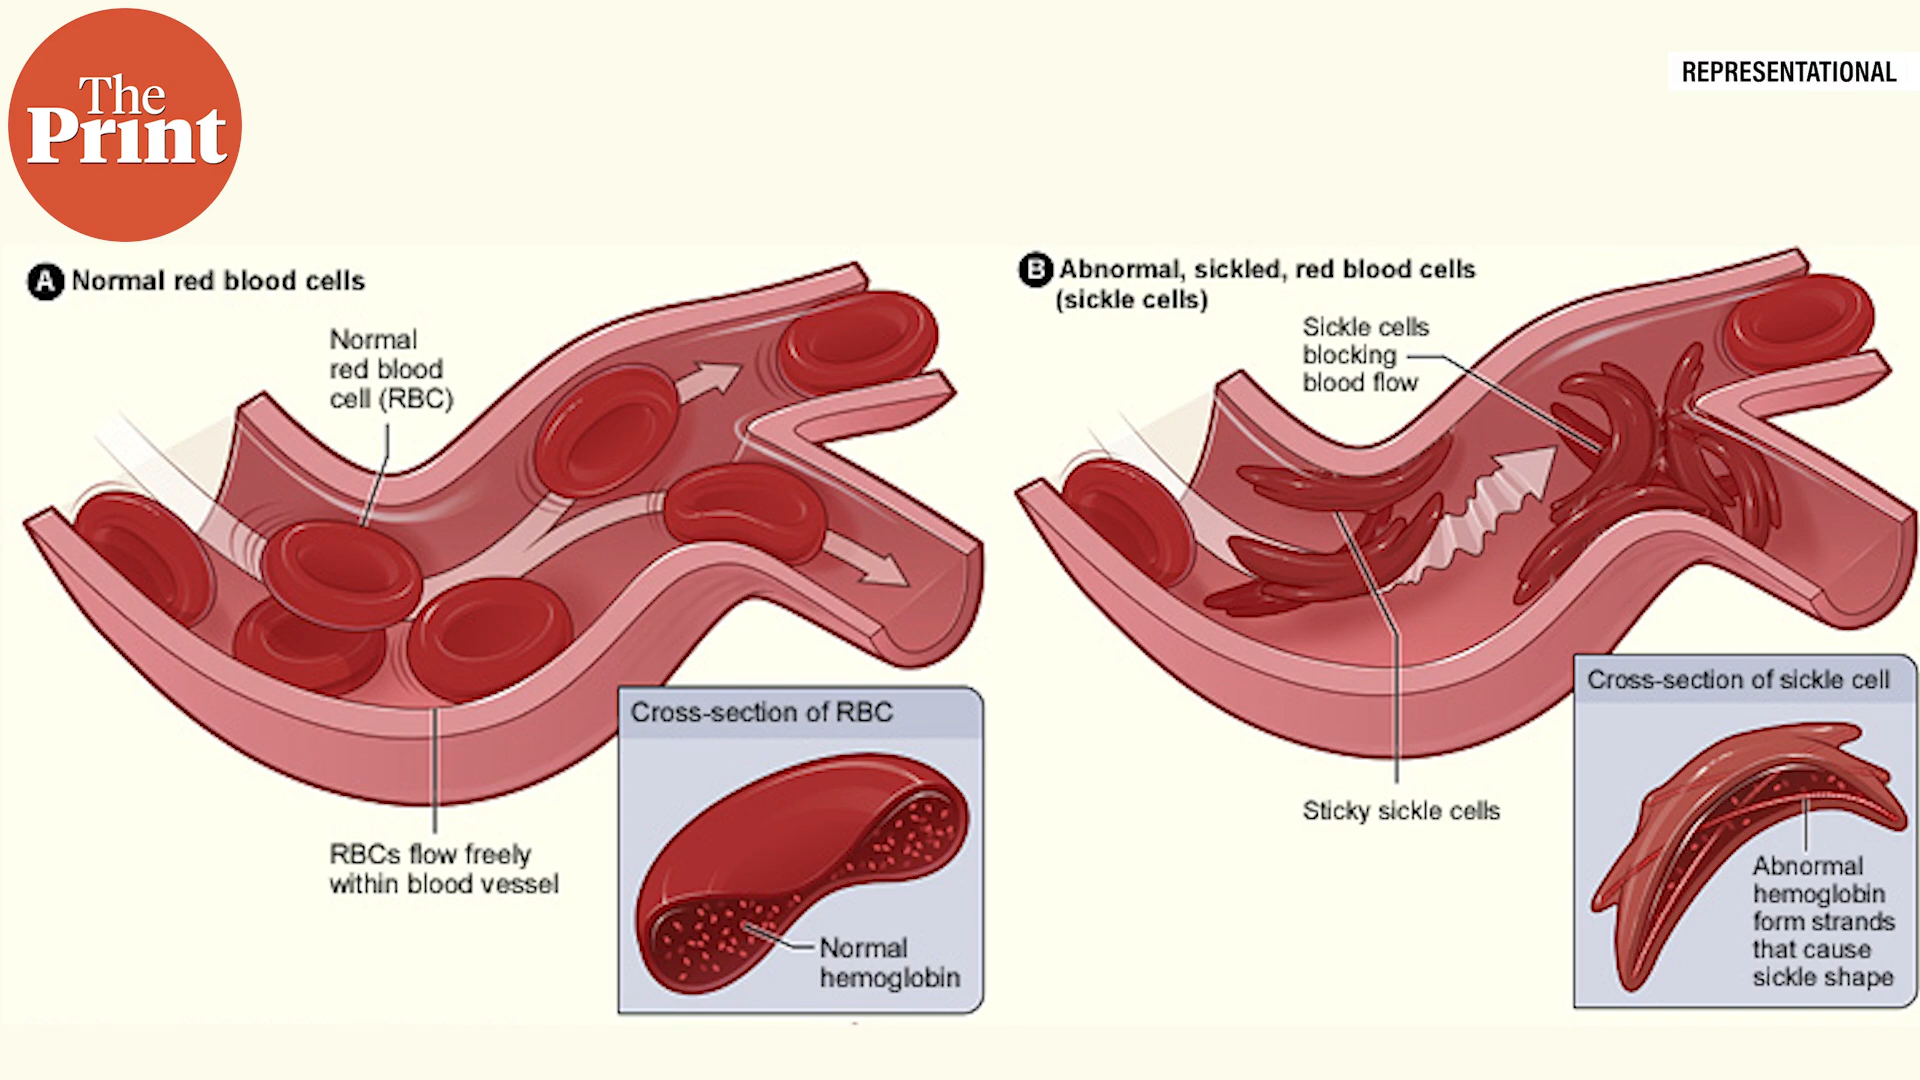 The
Print
REPRESENTATIONAL
A Normal red blood cells
Normal
red blood
cell (RBC)
RBCs flow freely
within blood vessel
Cross-section of RBC
Normal
hemoglobin
B Abnormal, sickled, red blood cells
(sickle cells)
Sickle cells
blocking
blood flow
Sticky sickle cells
Cross-section of sickle cell
Abnormal
hemoglobin
form strands
that cause
sickle shape